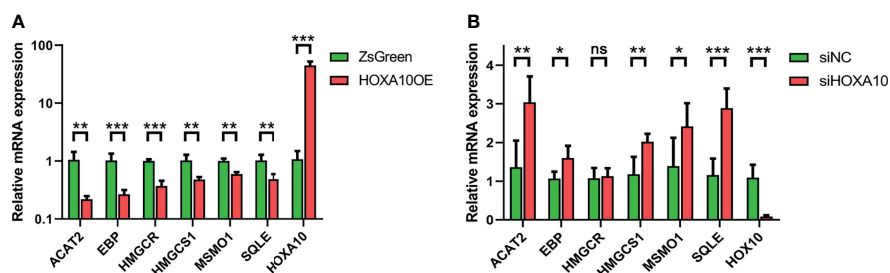 A
Relative mRNA expression
100
10
1
0.1
** *** *** ** ** ** ***
ACAT2
EBP
HMGCR
HMGCS1
MSMO1
SQLE
HOXA10
ZsGreen
HOXA10OE
B
Relative mRNA expression
4
3
2
1
0
** * ns ** * *** ***
ACAT2
EBP
HMGCR
HMGCS1
MSMO1
SQLE
HOX10
siNC
siHOXA10